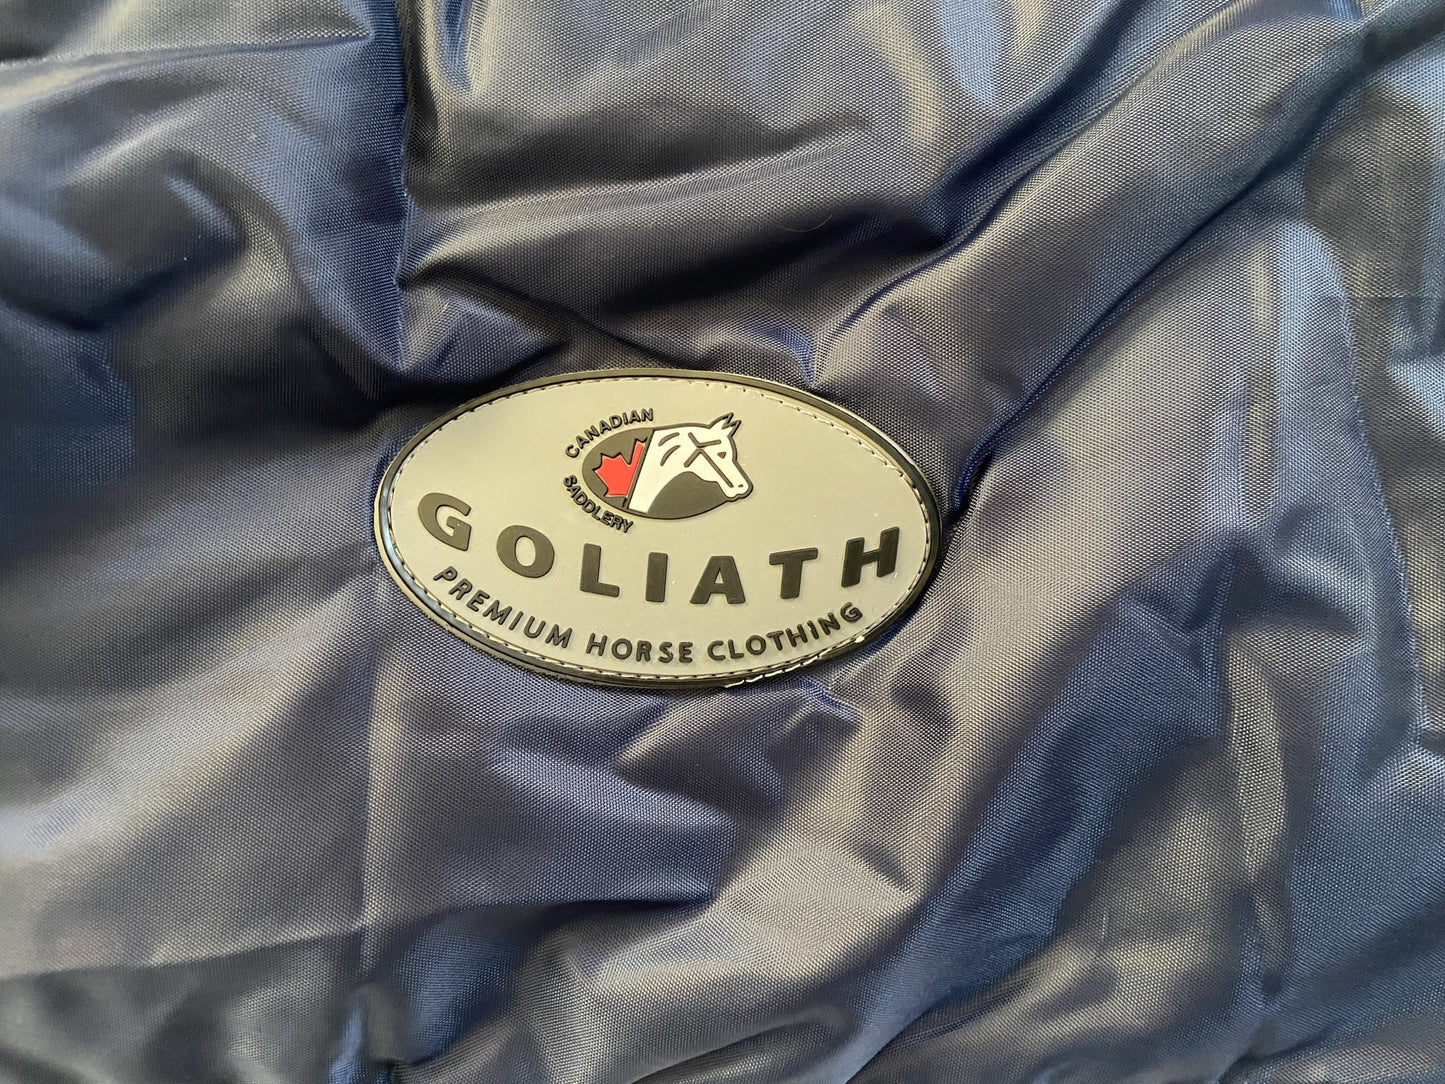 CANADIAN
SADDLERY
GOLIATH
PREMIUM HORSE CLOTHING